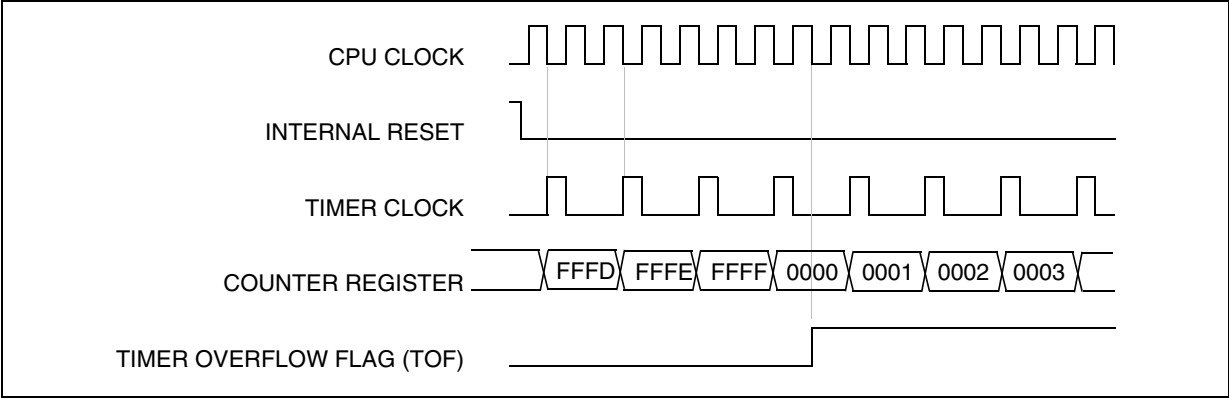 CPU CLOCK
INTERNAL RESET
TIMER CLOCK
COUNTER REGISTER FFFD FFFE FFFF 0000 0001 0002 0003
TIMER OVERFLOW FLAG (TOF)